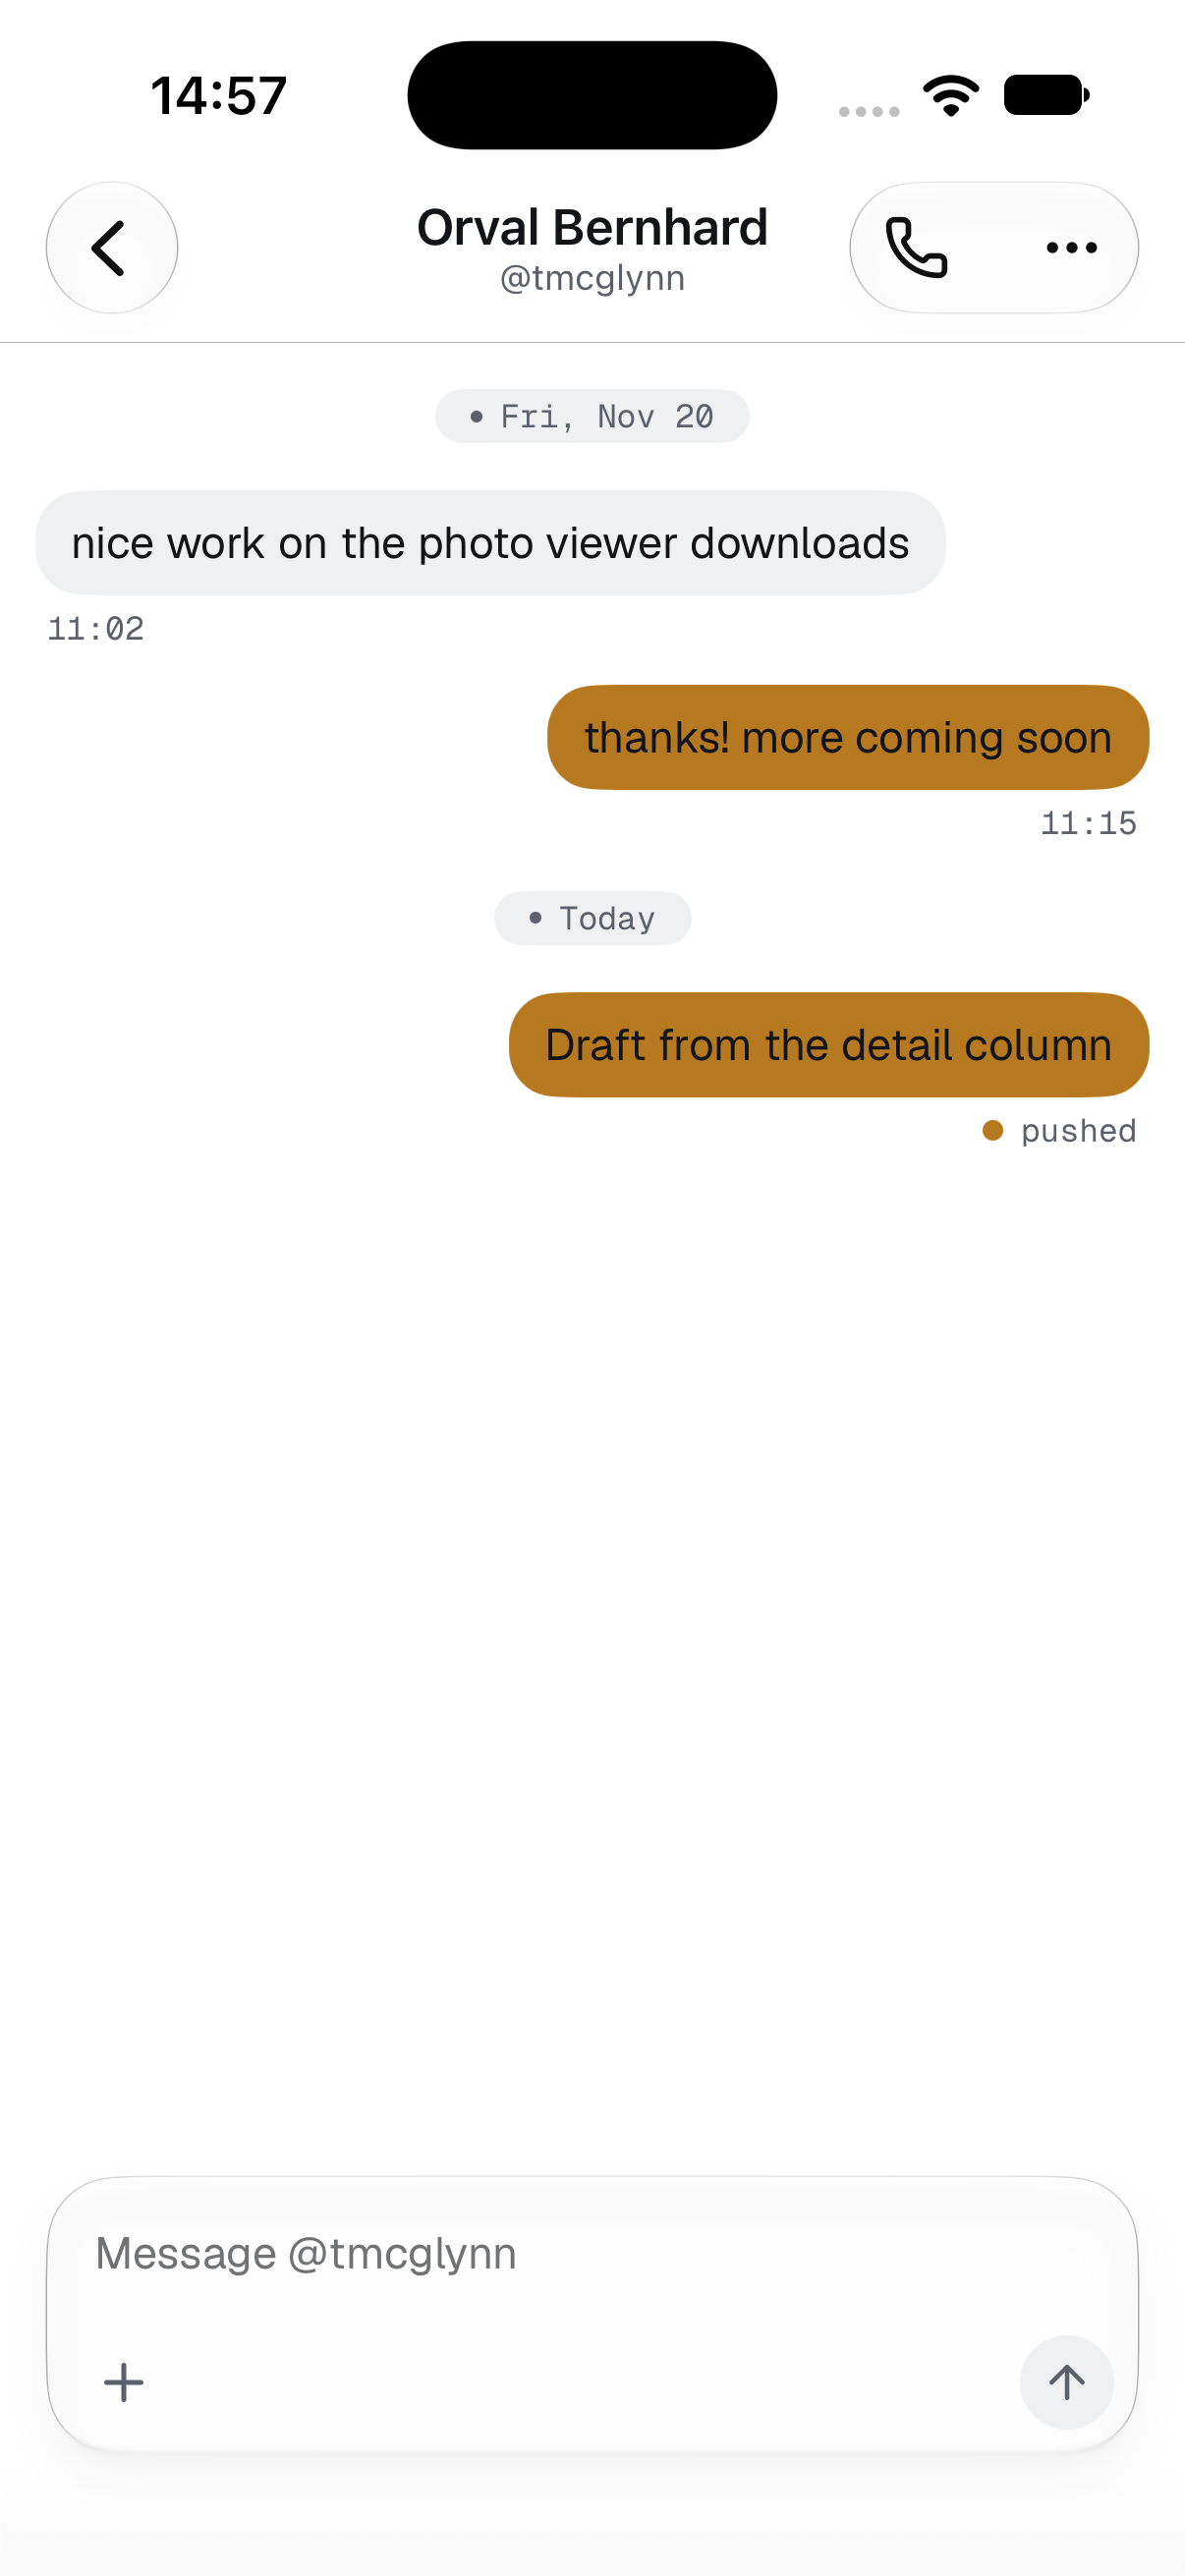 14:57
Orval Bernhard
@tmcglynn
• Fri, Nov 20
nice work on the photo viewer downloads
11:02
thanks! more coming soon
11:15
• Today
Draft from the detail column
pushed
Message @tmcglynn